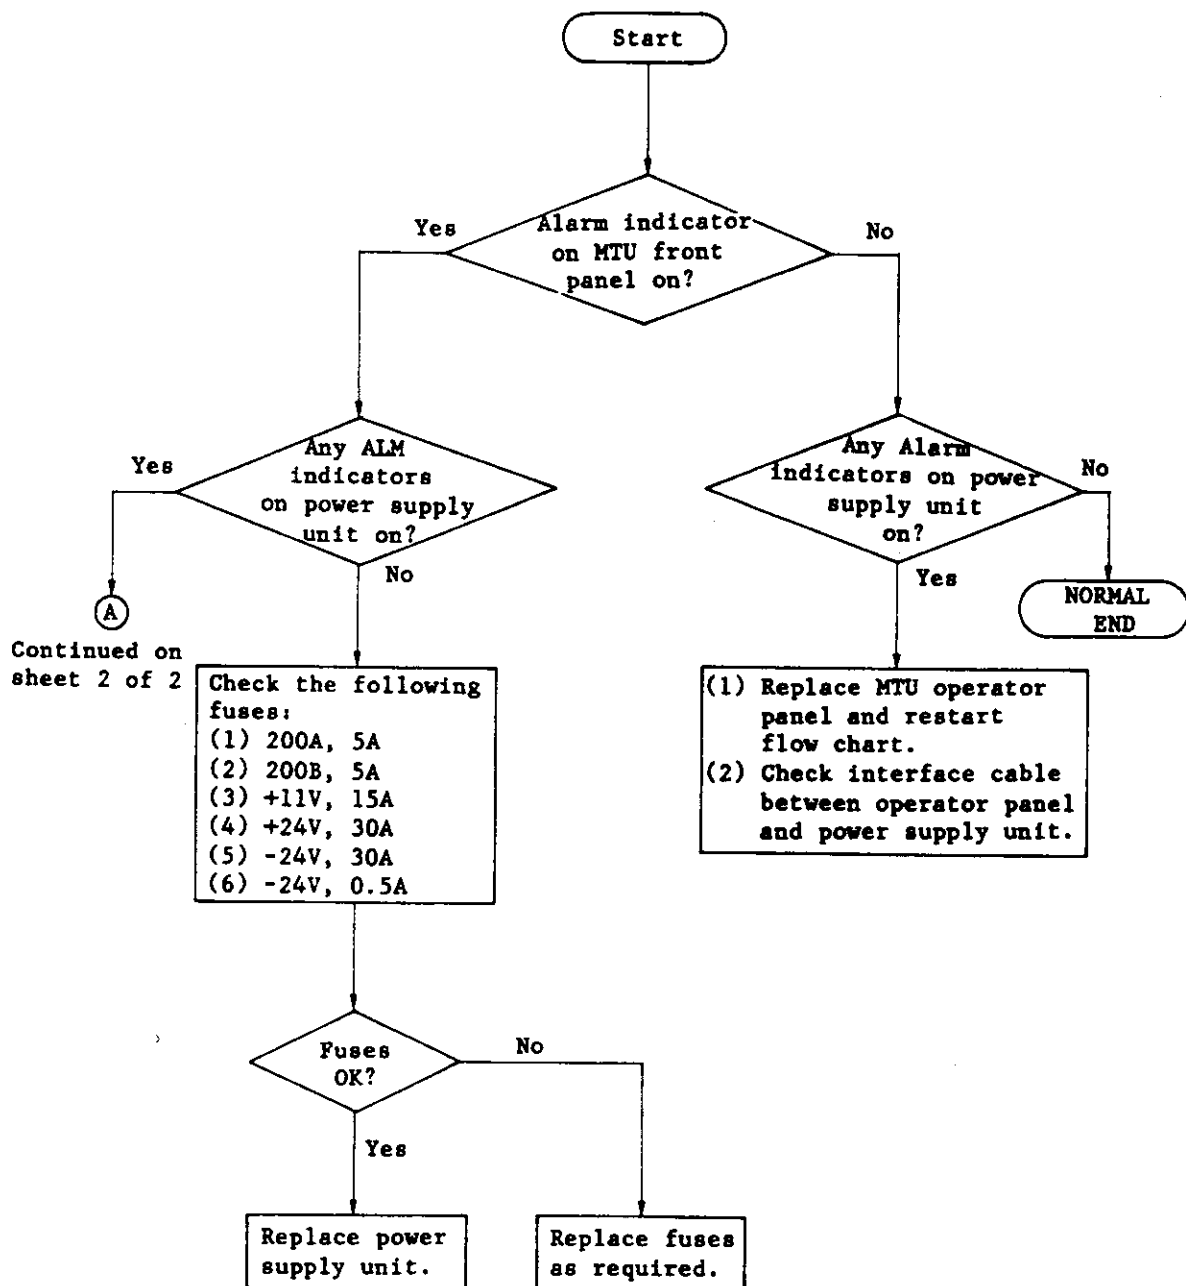 Start
Alarm indicator
on MTU front
panel on?
Yes
No
Any ALM
indicators
on power supply
unit on?
Yes
No
A
Continued on
sheet 2 of 2
Any Alarm
indicators on power
supply unit
on?
No
Yes
NORMAL
END
Check the following
fuses:
(1) 200A, 5A
(2) 200B, 5A
(3) +11V, 15A
(4) +24V, 30A
(5) -24V, 30A
(6) -24V, 0.5A
(1) Replace MTU operator
panel and restart
flow chart.
(2) Check interface cable
between operator panel
and power supply unit.
Fuses
OK?
No
Yes
Replace power
supply unit.
Replace fuses
as required.